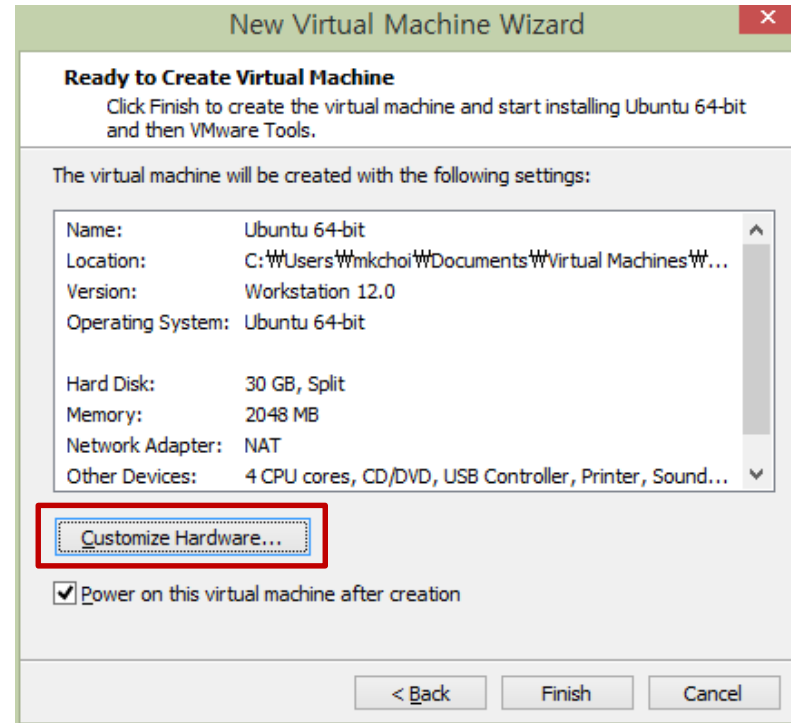 New Virtual Machine Wizard
Ready to Create Virtual Machine
Click Finish to create the virtual machine and start installing Ubuntu 64-bit
and then VMware Tools.
The virtual machine will be created with the following settings:
Name: Ubuntu 64-bit
Location: C:₩Users₩mkchoi₩Documents₩Virtual Machines₩...
Version: Workstation 12.0
Operating System: Ubuntu 64-bit
Hard Disk: 30 GB, Split
Memory: 2048 MB
Network Adapter: NAT
Other Devices: 4 CPU cores, CD/DVD, USB Controller, Printer, Sound...
Customize Hardware...
Power on this virtual machine after creation
< Back Finish Cancel